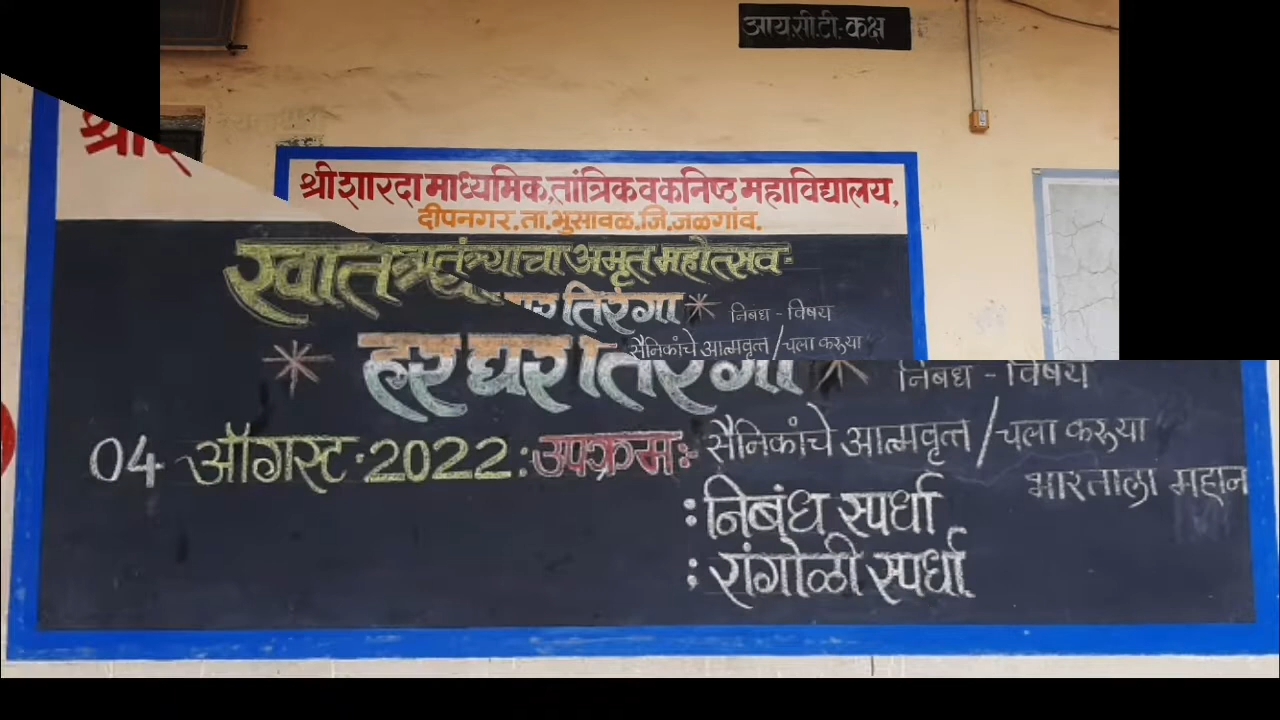 आय.सी.टी. कक्ष
श्री
श्री शारदा माध्यमिक,तांत्रिक व कनिष्ठ महाविद्यालय,
दीपनगर.ता.भुसावळ.जि.जळगांव.
स्वातंत्र्याचा अमृत महोत्सव:-
तिरंगा * निबंध - विषय
सैनिकांचे आत्मवृत्त / चला करुया
* हर घर तिरंगा * निबंध - विषय
04 ऑगस्ट.2022:उपक्रम:- सैनिकांचे आत्मवृत्त / चला करुया
भारताला महान
: निबंध स्पर्धा
: रांगोळी स्पर्धा.